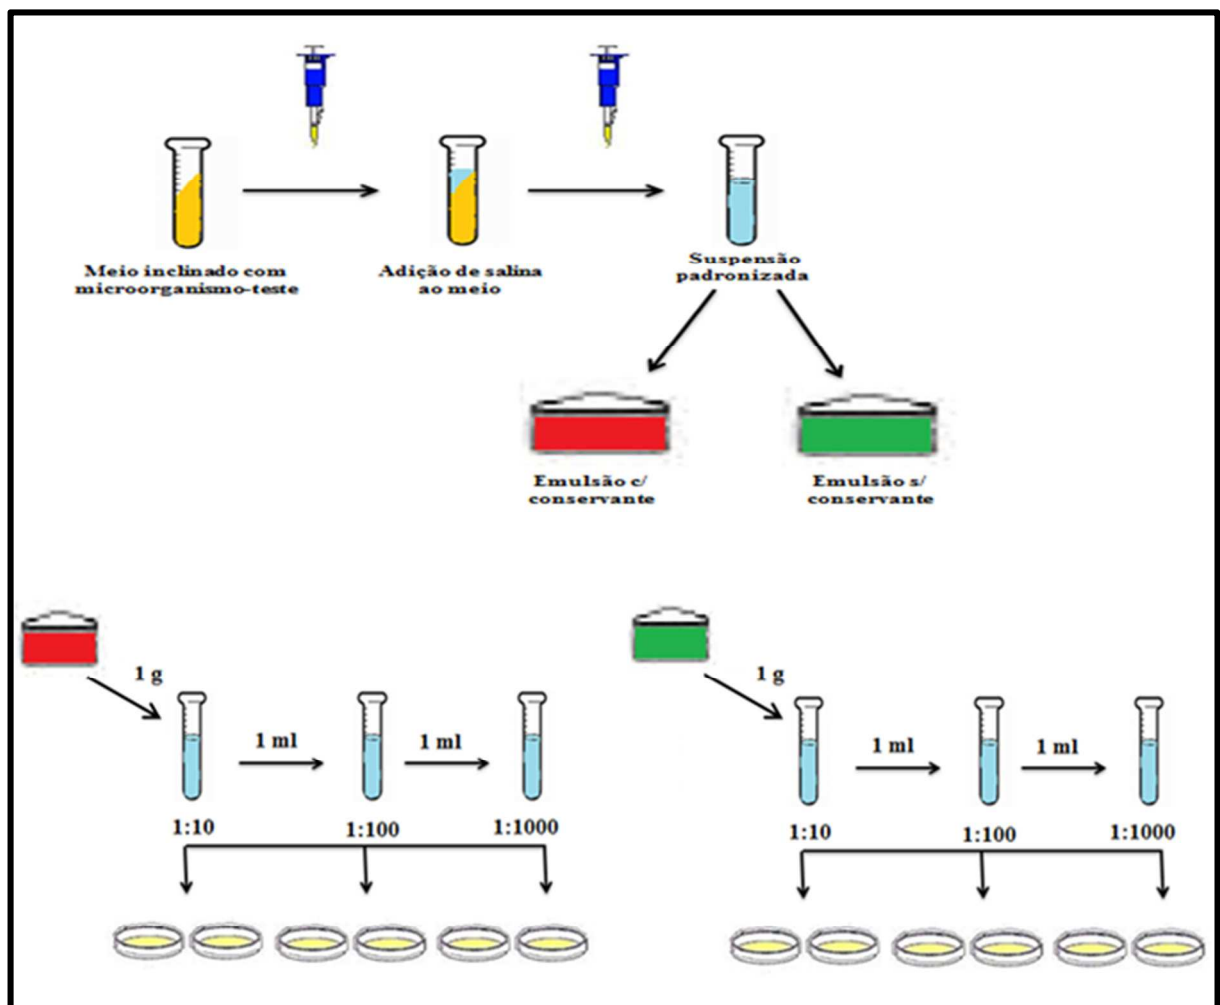 Meio inclinado com
microorganismo-teste
Adição de salina
ao meio
Suspensão
padronizada
Emulsão c/
conservante
Emulsão s/
conservante
1 g
1 ml
1 ml
1:10
1:100
1:1000
1 g
1 ml
1 ml
1:10
1:100
1:1000